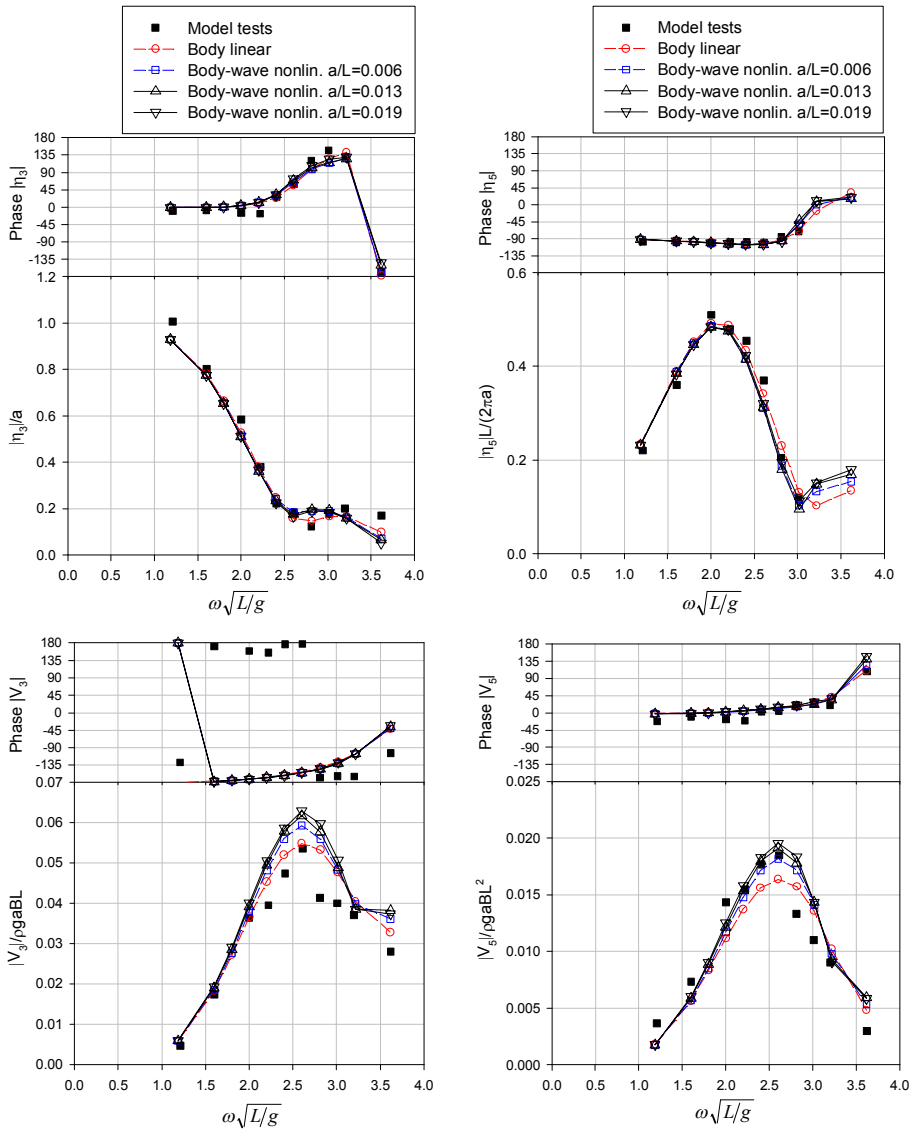 Model tests
Body linear
Body-wave nonlin. a/L=0.006
Body-wave nonlin. a/L=0.013
Body-wave nonlin. a/L=0.019
180
135
90
45
0
-45
-90
-135
Phase |η₃|
1.2
1.0
0.8
0.6
0.4
0.2
0.0
|η₃|/a
0.0 1.0 1.5 2.0 2.5 3.0 3.5 4.0
ω√L/g
Model tests
Body linear
Body-wave nonlin. a/L=0.006
Body-wave nonlin. a/L=0.013
Body-wave nonlin. a/L=0.019
180
135
90
45
0
-45
-90
-135
Phase |η₅|
0.6
0.4
0.2
0.0
|η₅|L/(2πa)
0.0 1.0 1.5 2.0 2.5 3.0 3.5 4.0
ω√L/g
180
135
90
45
0
-45
-90
-135
Phase |V₃|
0.07
0.06
0.05
0.04
0.03
0.02
0.01
0.00
|V₃|/ρgaBL
0.0 1.0 1.5 2.0 2.5 3.0 3.5 4.0
ω√L/g
180
135
90
45
0
-45
-90
-135
Phase |V₅|
0.025
0.020
0.015
0.010
0.005
0.000
|V₅|/ρgaBL²
0.0 1.0 1.5 2.0 2.5 3.0 3.5 4.0
ω√L/g